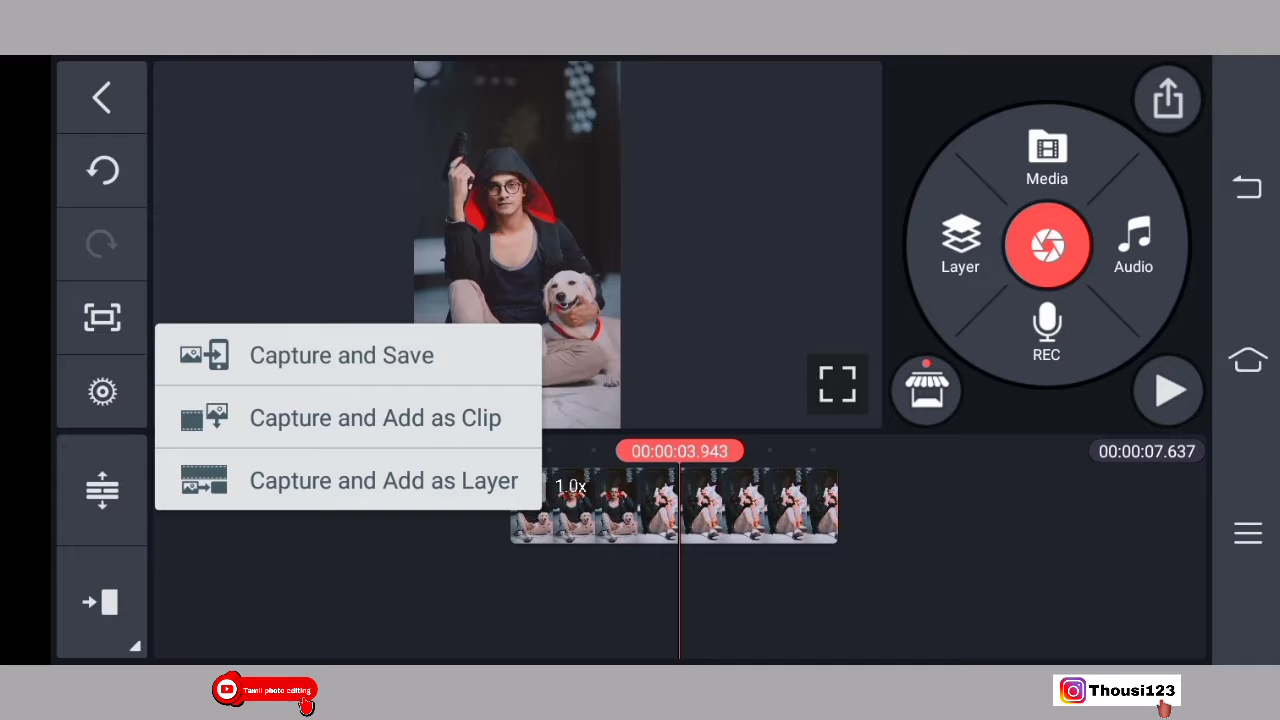 Media
Layer
Audio
REC
Capture and Save
Capture and Add as Clip
Capture and Add as Layer
00:00:03.943
00:00:07.637
1.0x
Tamil photo editing
Thousi123